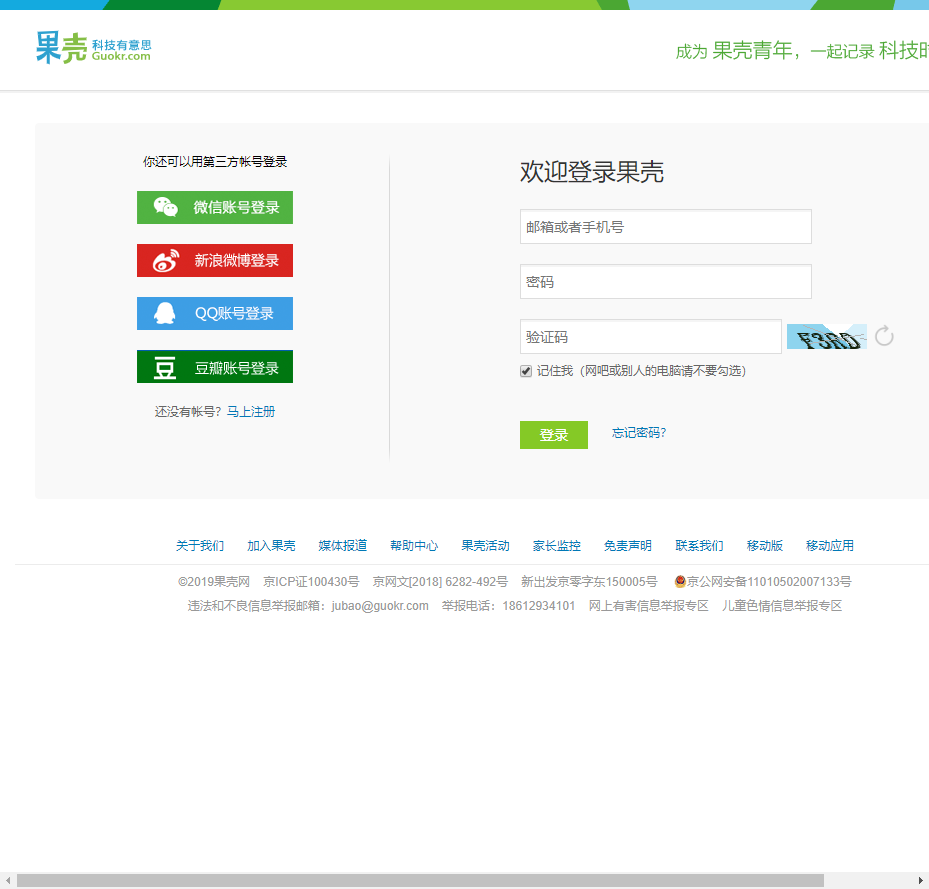 果壳 科技有意思
Guokr.com
成为 果壳青年，一起记录 科技时
你还可以用第三方帐号登录
微信账号登录
新浪微博登录
QQ账号登录
豆 豆瓣账号登录
还没有帐号？马上注册
欢迎登录果壳
邮箱或者手机号
密码
验证码 F3RD
记住我（网吧或别人的电脑请不要勾选）
登录 忘记密码?
关于我们 加入果壳 媒体报道 帮助中心 果壳活动 家长监控 免责声明 联系我们 移动版 移动应用
©2019果壳网 京ICP证100430号 京网文[2018] 6282-492号 新出发京零字东150005号 京公网安备11010502007133号
违法和不良信息举报邮箱：jubao@guokr.com 举报电话：18612934101 网上有害信息举报专区 儿童色情信息举报专区